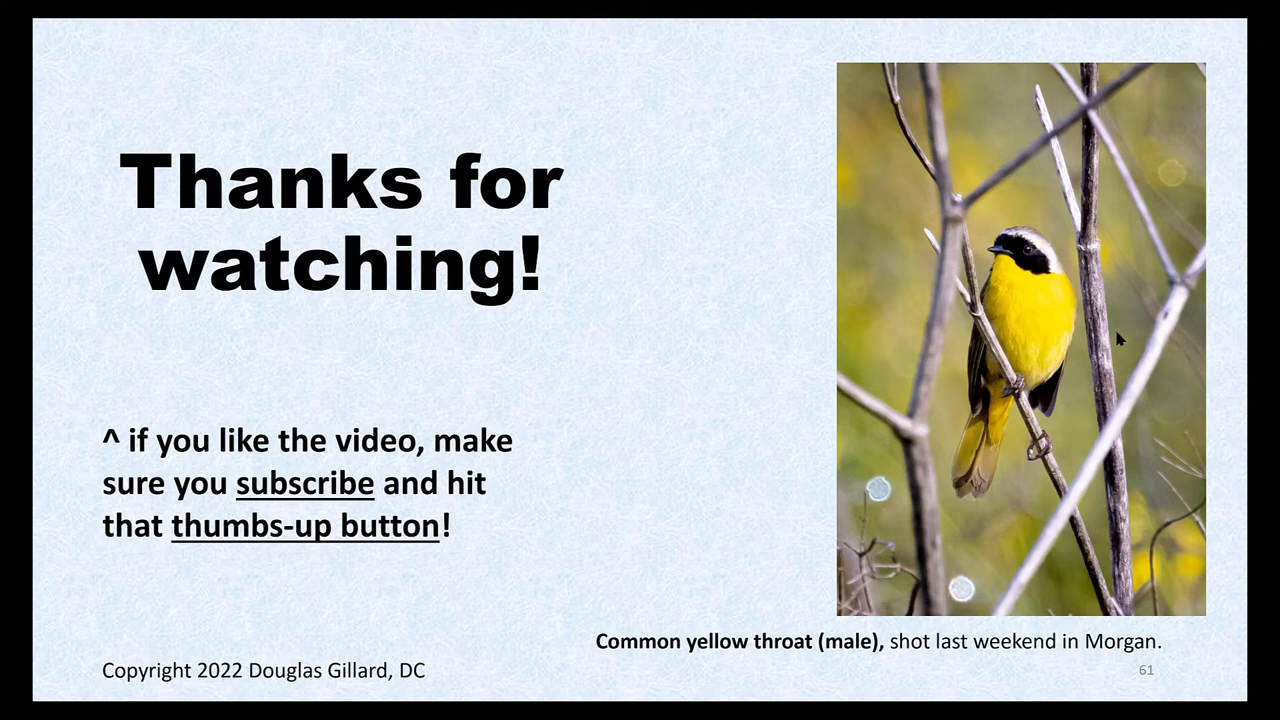 Thanks for
watching!
^ if you like the video, make
sure you subscribe and hit
that thumbs-up button!
Common yellow throat (male), shot last weekend in Morgan.
Copyright 2022 Douglas Gillard, DC
61